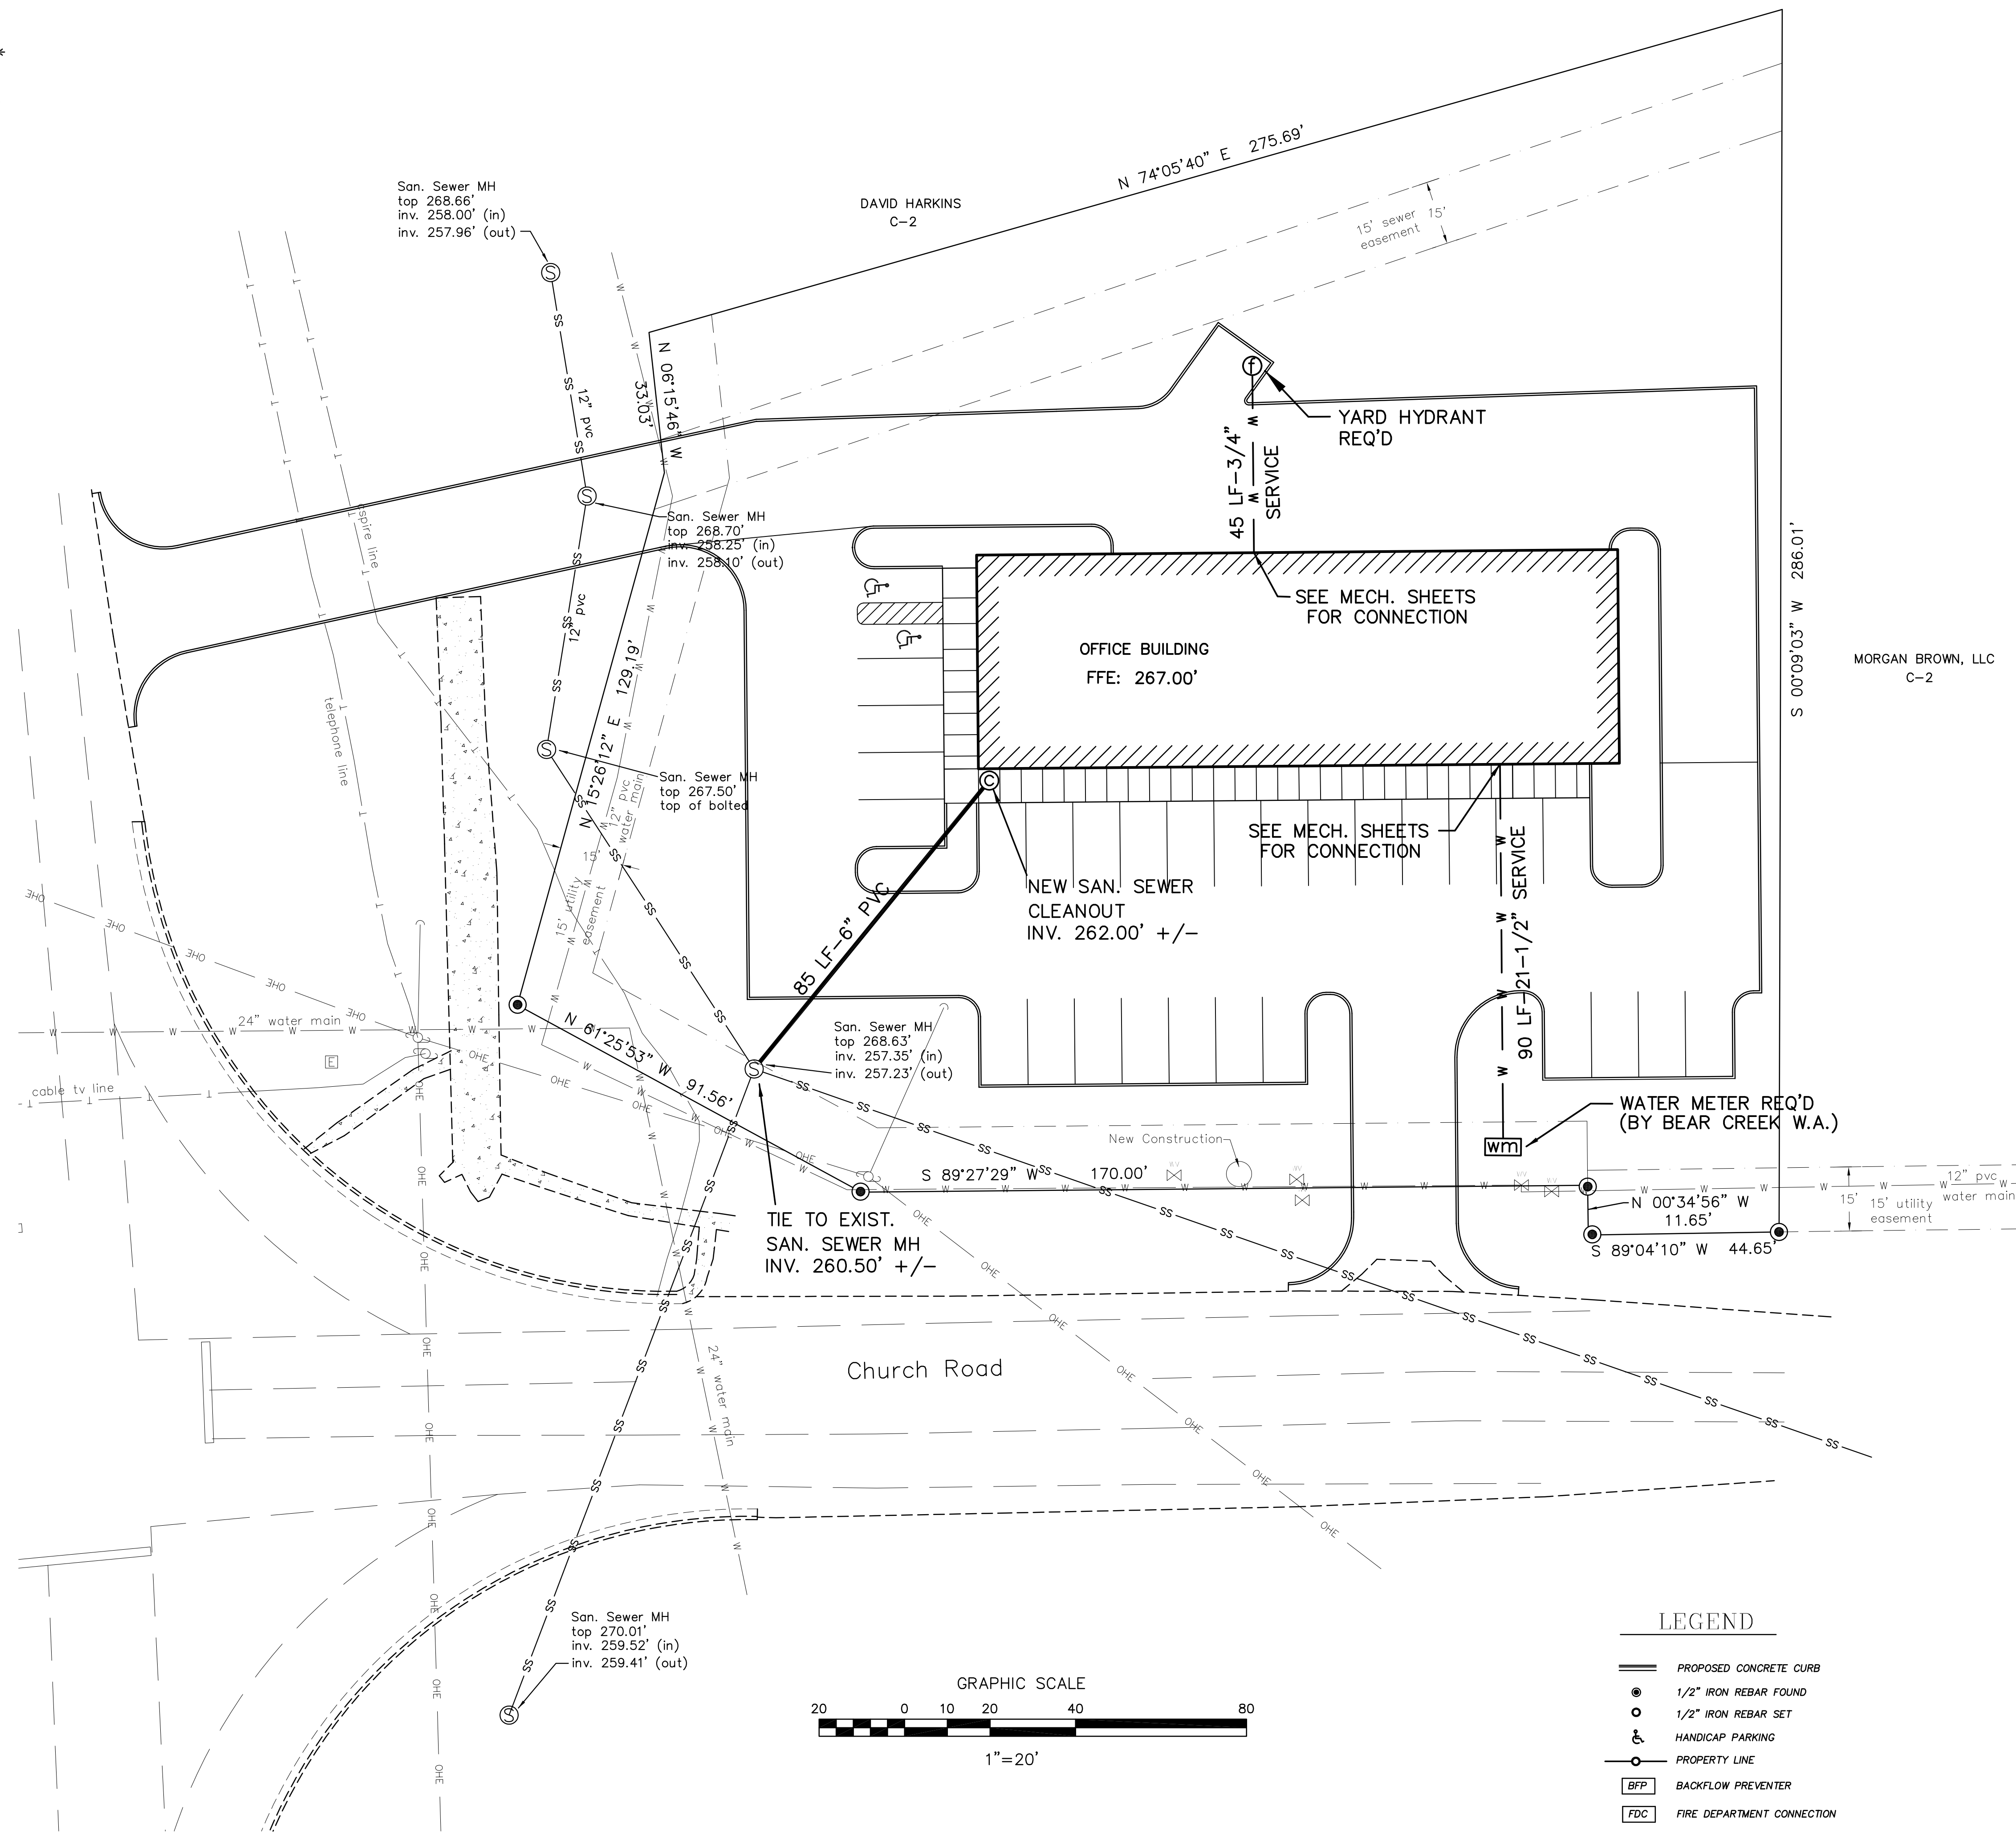 *
N 74°05'40" E 275.69'
San. Sewer MH
top 268.66'
inv. 258.00' (in)
inv. 257.96' (out)
DAVID HARKINS
C-2
15' sewer
easement
15'
12" pvc
N 06°15'46" W
33.03'
YARD HYDRANT
REQ'D
45 LF-3/4"
SERVICE
San. Sewer MH
top 268.70'
inv. 258.25' (in)
inv. 258.10' (out)
S 00°09'03" W 286.01'
SEE MECH. SHEETS
FOR CONNECTION
OFFICE BUILDING
FFE: 267.00'
MORGAN BROWN, LLC
C-2
12" pvc
telephone line
N 15°26'12" E 129.19'
San. Sewer MH
top 267.50'
top of bolted
12" pvc
water main
15'
15' utility
easement
SEE MECH. SHEETS
FOR CONNECTION
NEW SAN. SEWER
CLEANOUT
INV. 262.00' +/-
85 LF-6" PVC
90 LF-21-1/2" SERVICE
24" water main
E
cable tv line
N 61°25'53" W 91.56'
San. Sewer MH
top 268.63'
inv. 257.35' (in)
inv. 257.23' (out)
WATER METER REQ'D
(BY BEAR CREEK W.A.)
wm
New Construction
S 89°27'29" W 170.00'
N 00°34'56" W
11.65'
S 89°04'10" W 44.65'
15'
15' utility
easement
12" pvc
water main
TIE TO EXIST.
SAN. SEWER MH
INV. 260.50' +/-
Church Road
24" water main
San. Sewer MH
top 270.01'
inv. 259.52' (in)
inv. 259.41' (out)
GRAPHIC SCALE
20 0 10 20 40 80
1"=20'
LEGEND
PROPOSED CONCRETE CURB
1/2" IRON REBAR FOUND
1/2" IRON REBAR SET
HANDICAP PARKING
PROPERTY LINE
BFP BACKFLOW PREVENTER
FDC FIRE DEPARTMENT CONNECTION